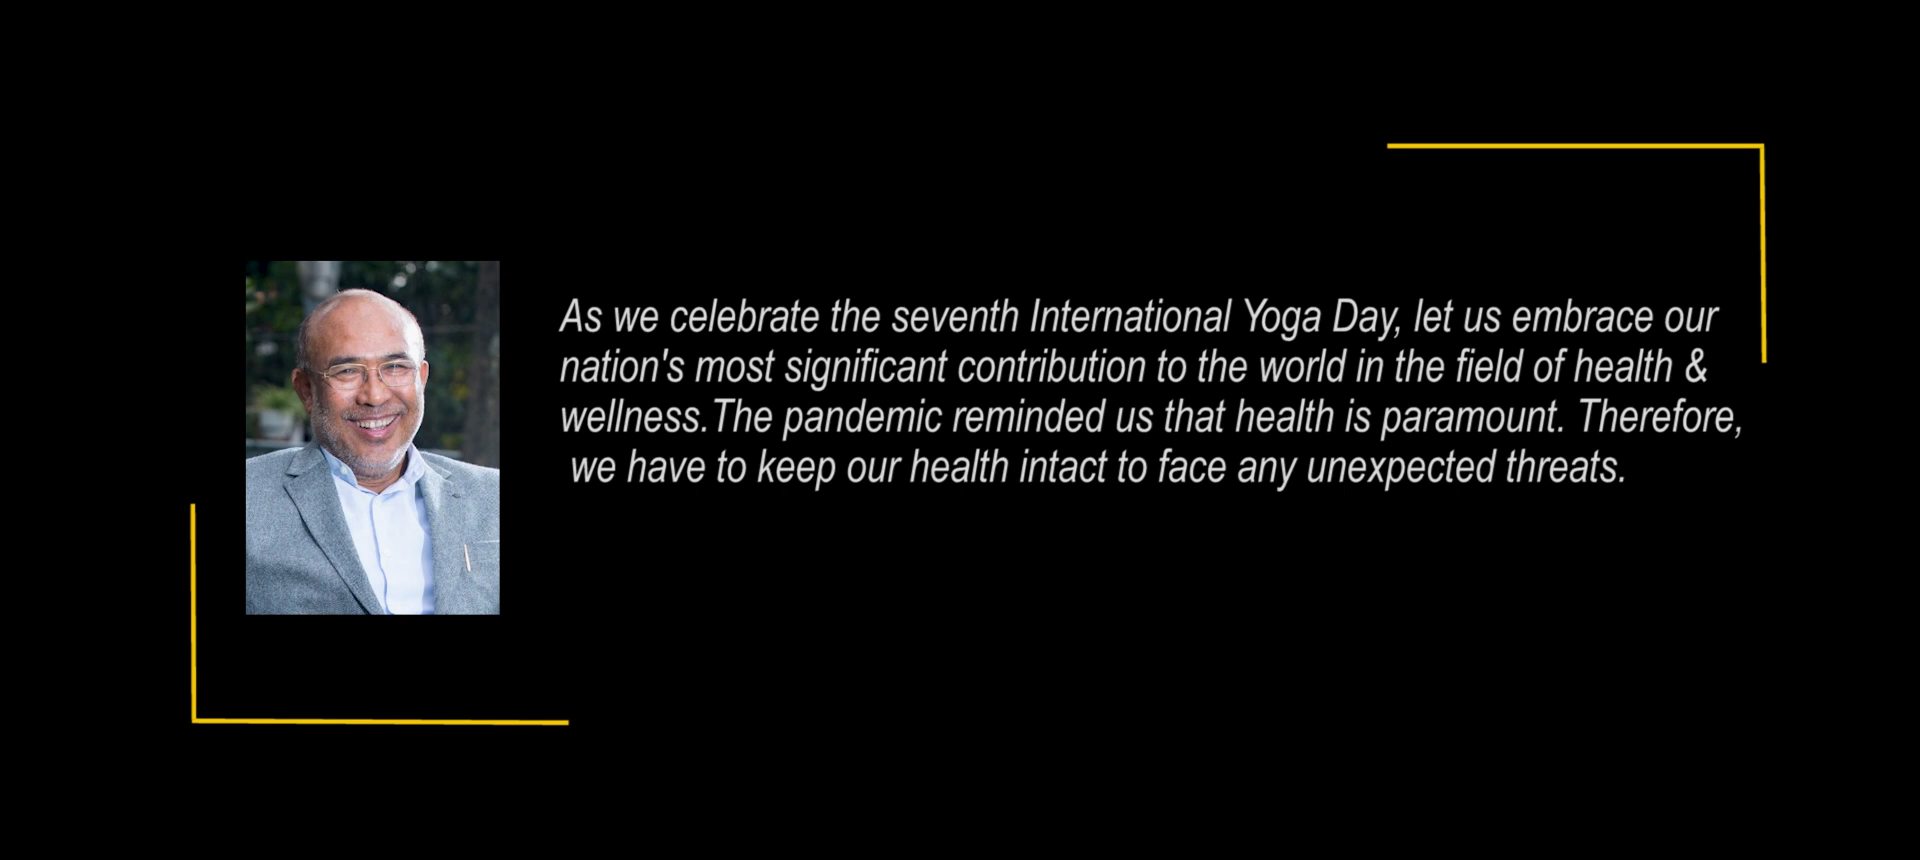 As we celebrate the seventh International Yoga Day, let us embrace our
nation's most significant contribution to the world in the field of health &
wellness.The pandemic reminded us that health is paramount. Therefore,
we have to keep our health intact to face any unexpected threats.